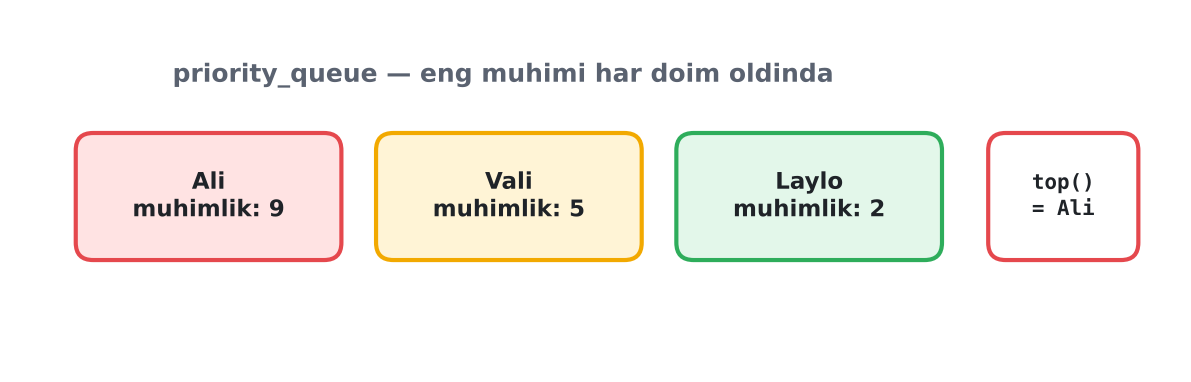 priority_queue — eng muhimi har doim oldinda
Ali
muhimlik: 9
Vali
muhimlik: 5
Laylo
muhimlik: 2
top()
= Ali